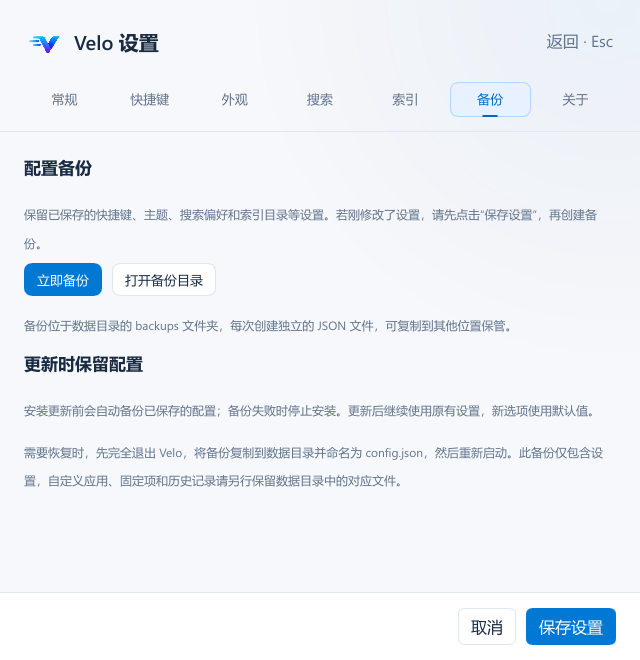 Velo 设置
返回 · Esc
常规
快捷键
外观
搜索
索引
备份
关于
配置备份
保留已保存的快捷键、主题、搜索偏好和索引目录等设置。若刚修改了设置，请先点击“保存设置”，再创建备
份。
立即备份
打开备份目录
备份位于数据目录的 backups 文件夹，每次创建独立的 JSON 文件，可复制到其他位置保管。
更新时保留配置
安装更新前会自动备份已保存的配置；备份失败时停止安装。更新后继续使用原有设置，新选项使用默认值。
需要恢复时，先完全退出 Velo，将备份复制到数据目录并命名为 config.json，然后重新启动。此备份仅包含设
置，自定义应用、固定项和历史记录请另行保留数据目录中的对应文件。
取消
保存设置